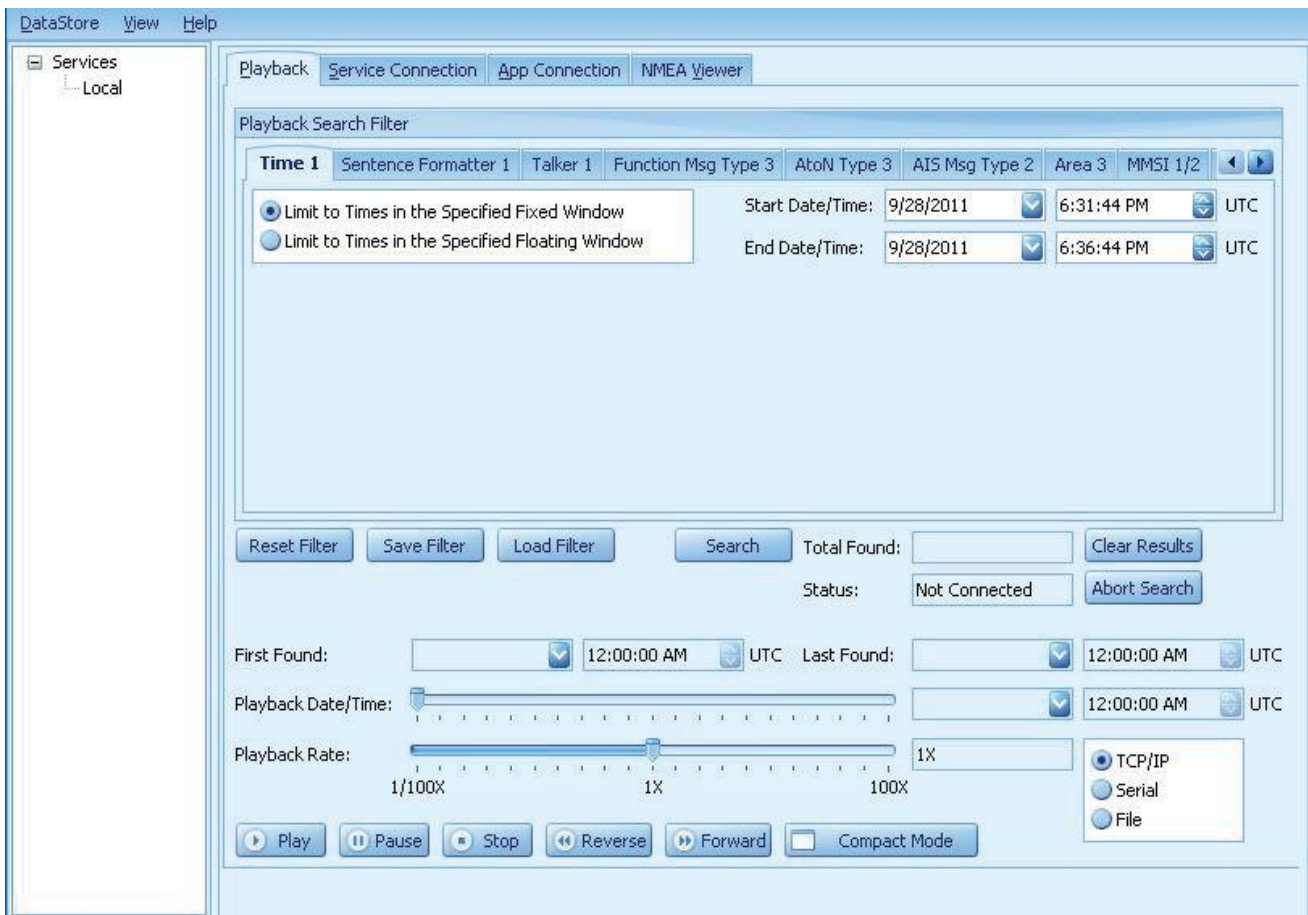 DataStore View Help
Services
Local
Playback Service Connection App Connection NMEA Viewer
Playback Search Filter
Time 1 Sentence Formatter 1 Talker 1 Function Msg Type 3 AtoN Type 3 AIS Msg Type 2 Area 3 MMSI 1/2
Limit to Times in the Specified Fixed Window
Limit to Times in the Specified Floating Window
Start Date/Time: 9/28/2011 6:31:44 PM UTC
End Date/Time: 9/28/2011 6:36:44 PM UTC
Reset Filter Save Filter Load Filter Search Total Found: Clear Results
Status: Not Connected Abort Search
First Found: 12:00:00 AM UTC Last Found: 12:00:00 AM UTC
Playback Date/Time: 12:00:00 AM UTC
Playback Rate: 1X
1/100X 1X 100X
TCP/IP
Serial
File
Play Pause Stop Reverse Forward Compact Mode